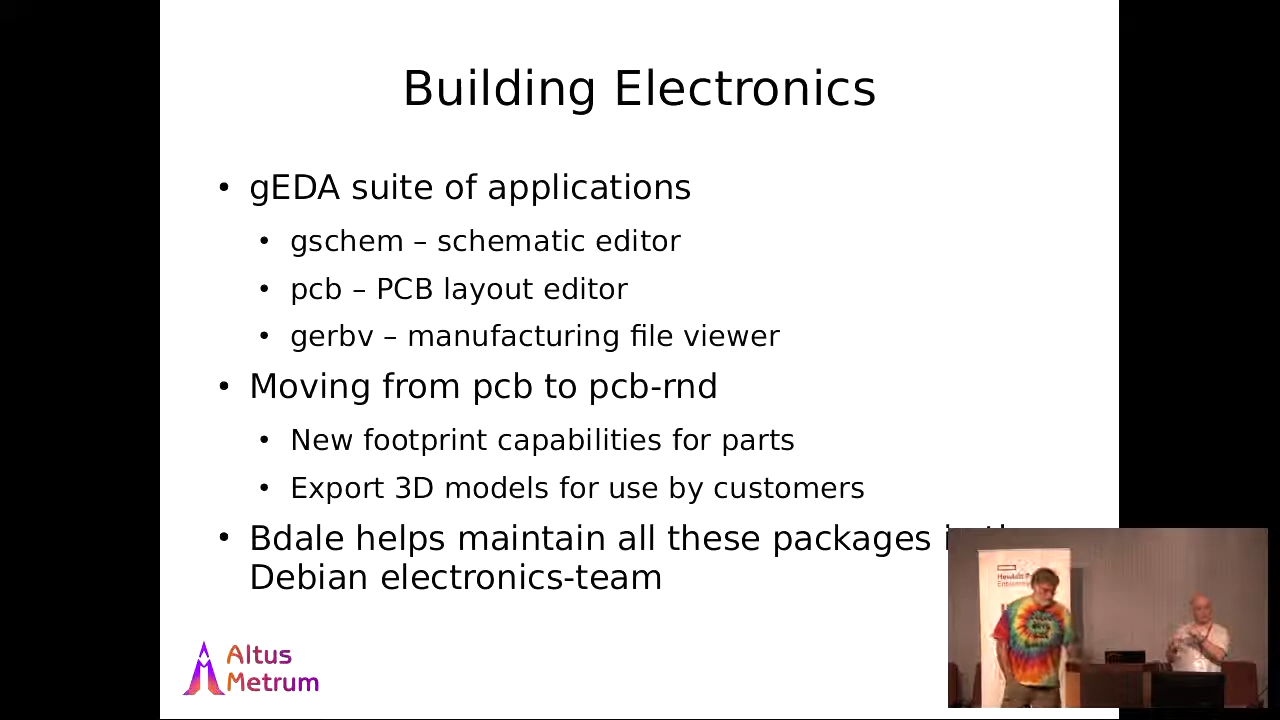 Building Electronics
• gEDA suite of applications
• gschem – schematic editor
• pcb – PCB layout editor
• gerbv – manufacturing file viewer
• Moving from pcb to pcb-rnd
• New footprint capabilities for parts
• Export 3D models for use by customers
• Bdale helps maintain all these packages
Debian electronics-team
Altus
Metrum
Hewlett